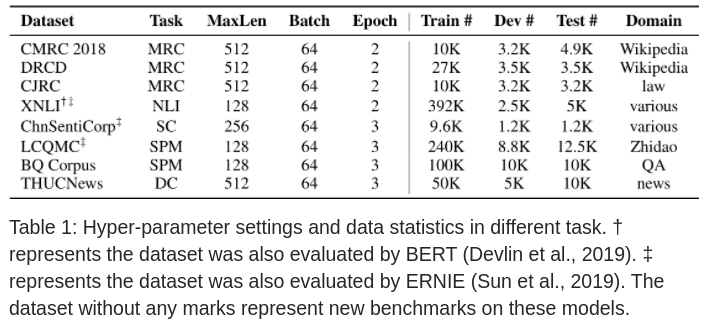 Dataset Task MaxLen Batch Epoch Train # Dev # Test # Domain
CMRC 2018 MRC 512 64 2 10K 3.2K 4.9K Wikipedia
DRCD MRC 512 64 2 27K 3.5K 3.5K Wikipedia
CJRC MRC 512 64 2 10K 3.2K 3.2K law
XNLI†‡ NLI 128 64 2 392K 2.5K 5K various
ChnSentiCorp‡ SC 256 64 3 9.6K 1.2K 1.2K various
LCQMC‡ SPM 128 64 3 240K 8.8K 12.5K Zhidao
BQ Corpus SPM 128 64 3 100K 10K 10K QA
THUCNews DC 512 64 3 50K 5K 10K news
Table 1: Hyper-parameter settings and data statistics in different task. †
represents the dataset was also evaluated by BERT (Devlin et al., 2019). ‡
represents the dataset was also evaluated by ERNIE (Sun et al., 2019). The
dataset without any marks represent new benchmarks on these models.